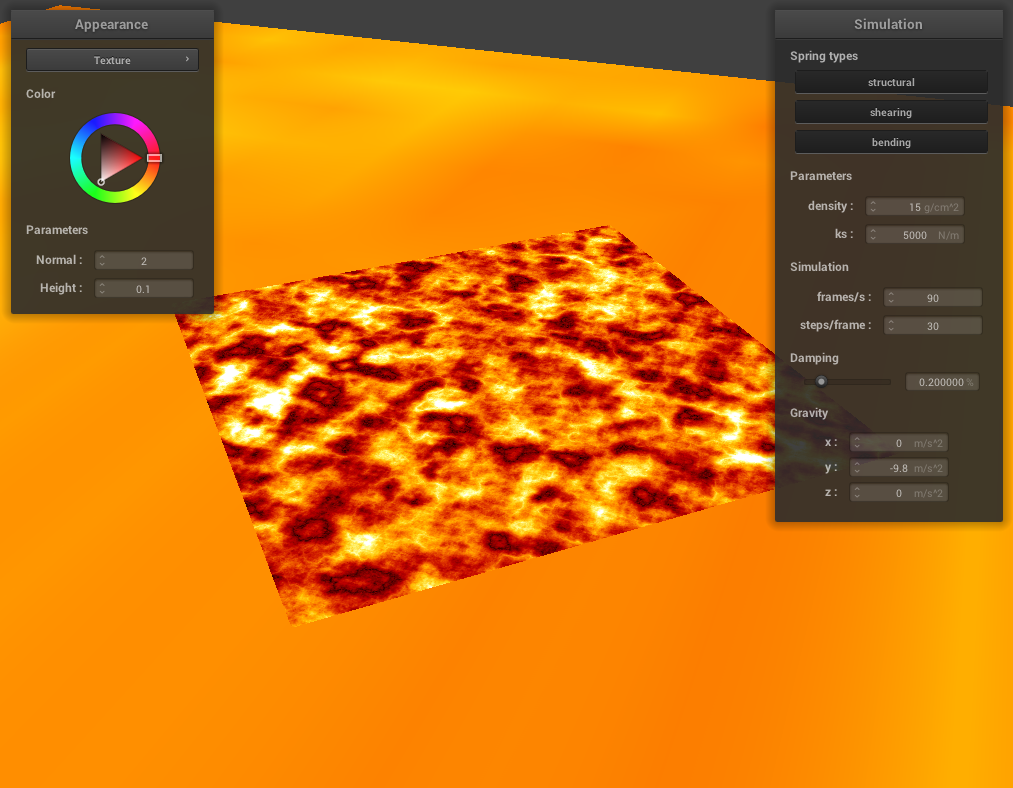 Appearance
Texture ›
Color
Parameters
Normal : 2
Height : 0.1
Simulation
Spring types
structural
shearing
bending
Parameters
density : 15 g/cm^2
ks : 5000 N/m
Simulation
frames/s : 90
steps/frame : 30
Damping
0.200000 %
Gravity
x : 0 m/s^2
y : -9.8 m/s^2
z : 0 m/s^2